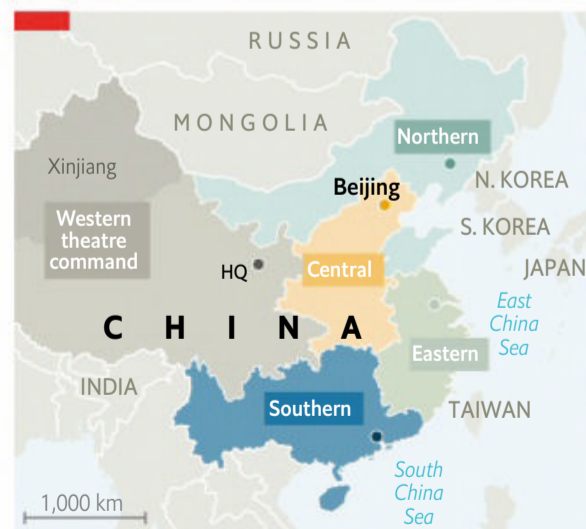 RUSSIA
MONGOLIA
Northern
Xinjiang
Beijing
N. KOREA
Western
theatre
command
S. KOREA
HQ
Central
JAPAN
CHINA
East
China
Sea
Eastern
INDIA
Southern
TAIWAN
South
China
Sea
1,000 km